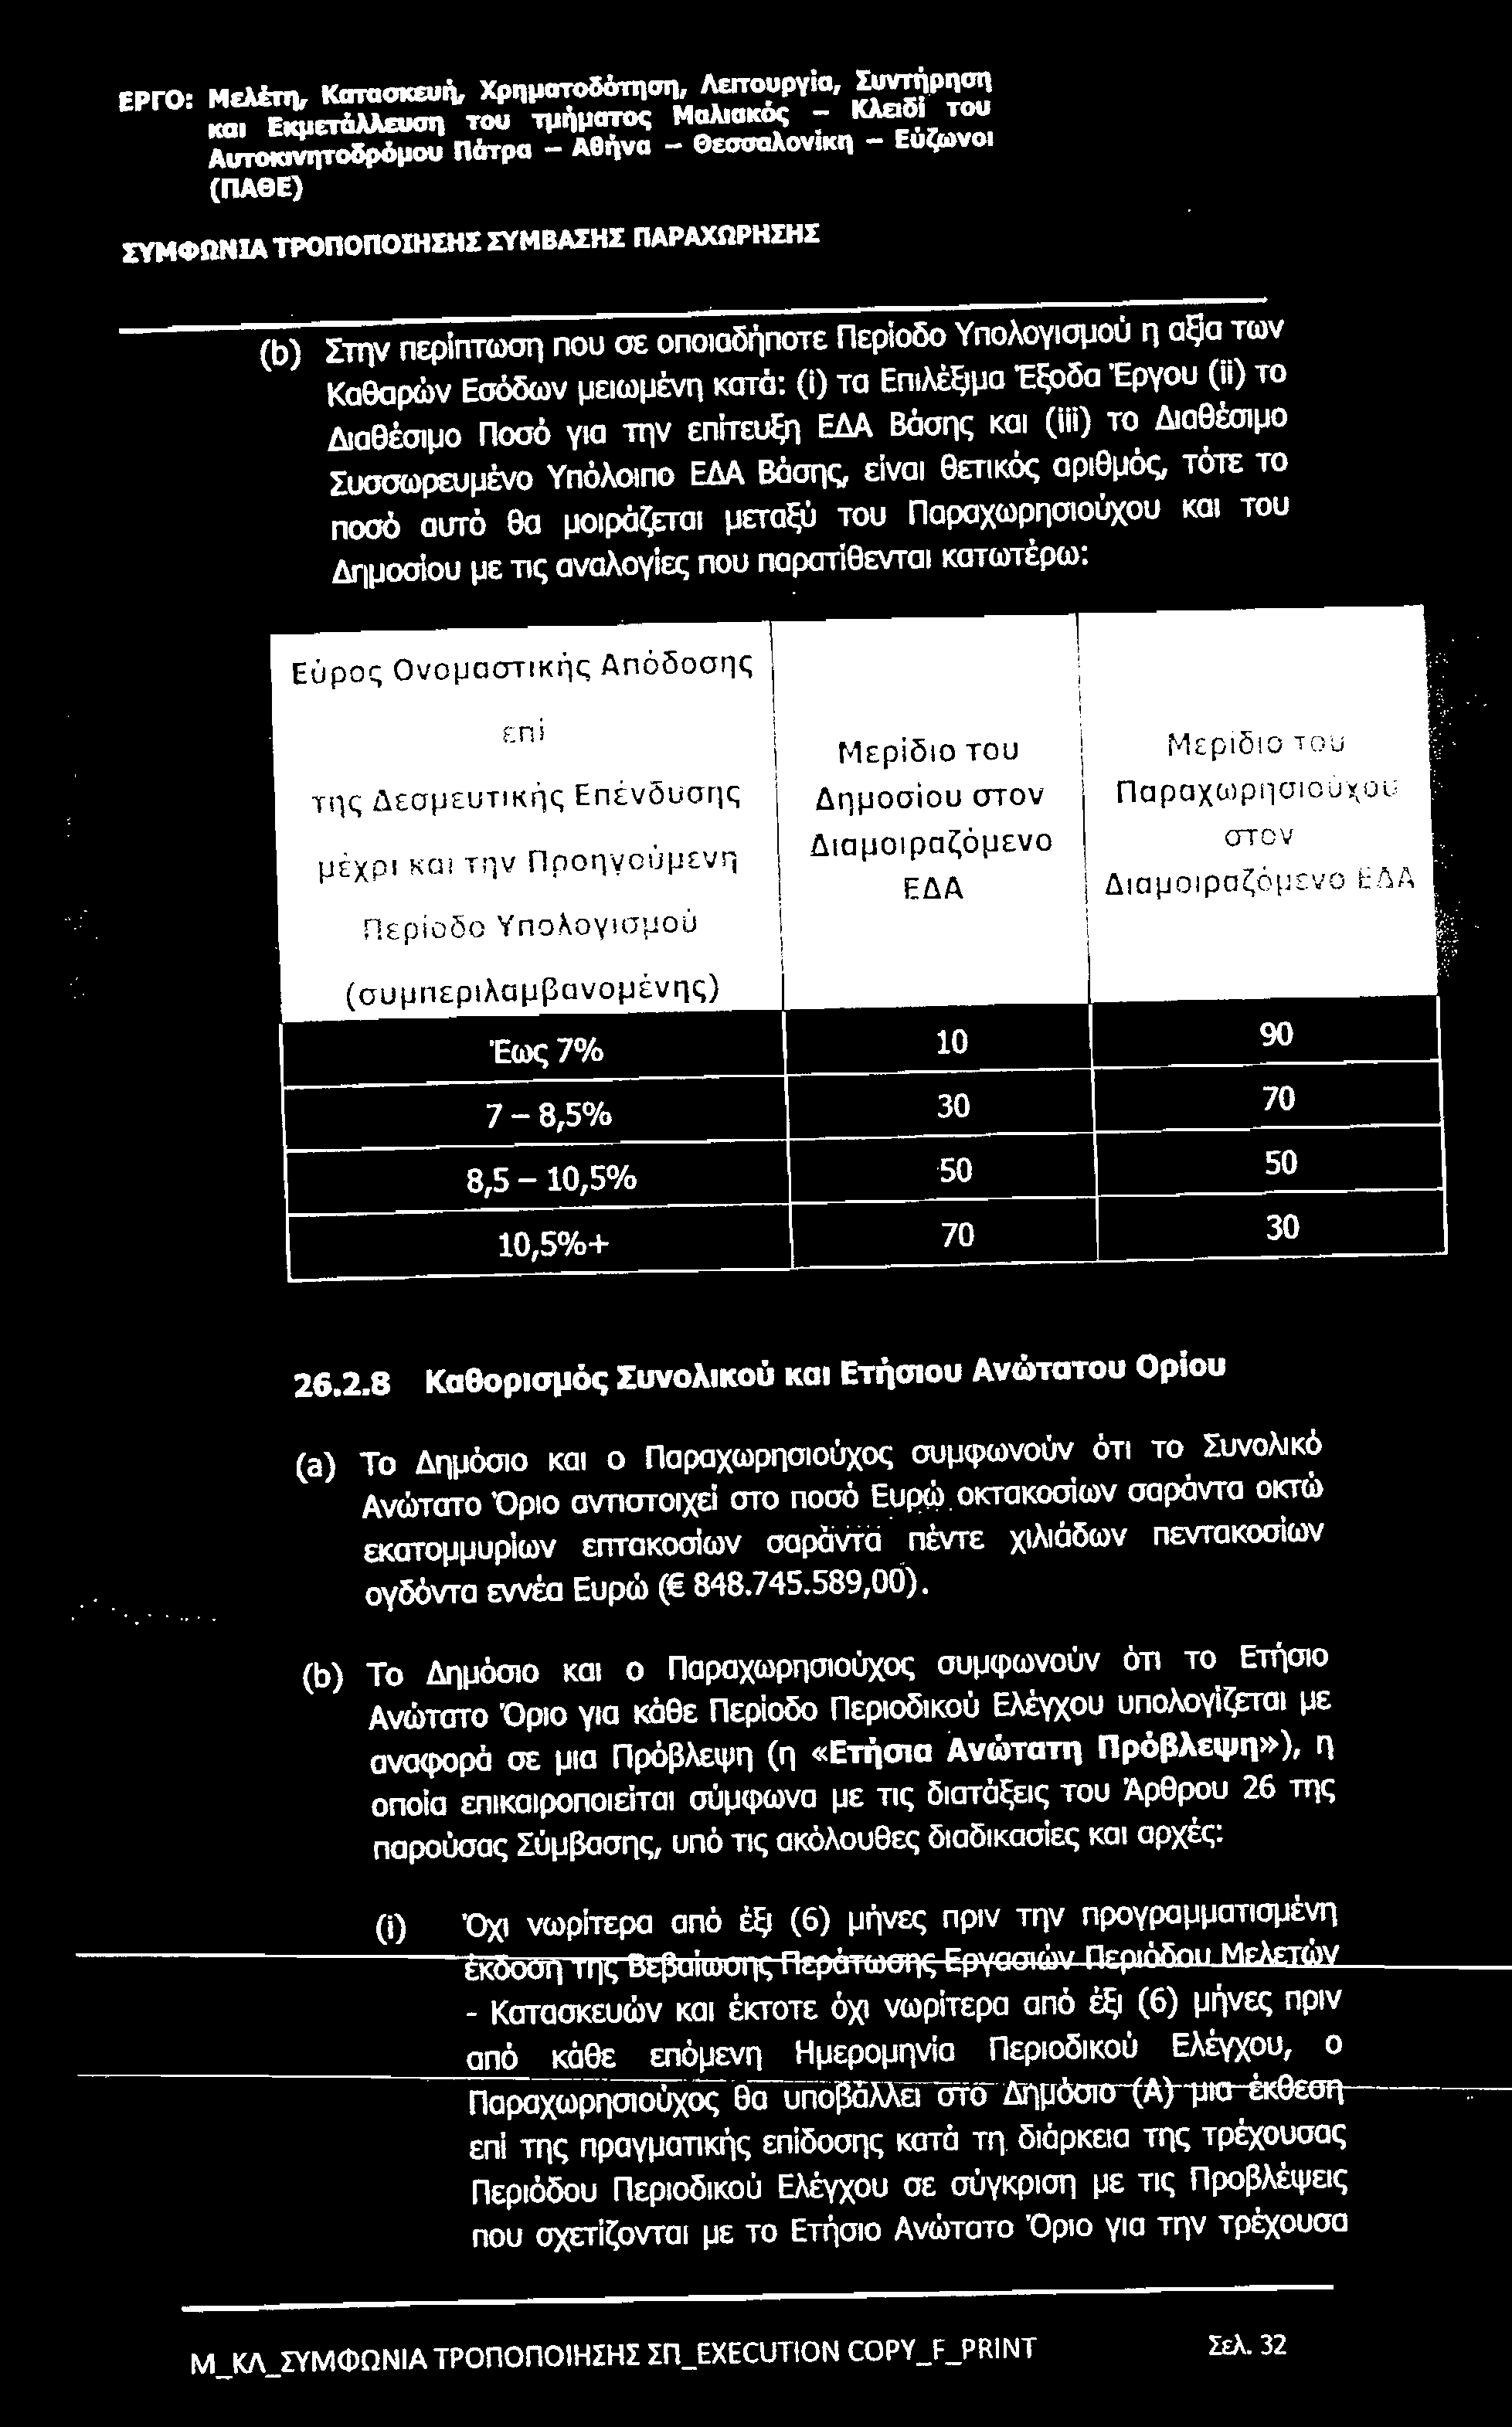 ΕΡΓΟ: Μελέτη, Κατασκευή, Χρηματοδότηση, Λειτουργία, Συντήρηση
και Εκμετάλλευση του τμήματος Μαλιακός – Κλειδί του
Αυτοκινητοδρόμου Πάτρα – Αθήνα – Θεσσαλονίκη – Εύζωνοι
(ΠΑΘΕ)
ΣΥΜΦΩΝΙΑ ΤΡΟΠΟΠΟΙΗΣΗΣ ΣΥΜΒΑΣΗΣ ΠΑΡΑΧΩΡΗΣΗΣ
(b) Στην περίπτωση που σε οποιαδήποτε Περίοδο Υπολογισμού η αξία των
Καθαρών Εσόδων μειωμένη κατά: (i) τα Επιλέξιμα Έξοδα Έργου (ii) το
Διαθέσιμο Ποσό για την επίτευξη ΕΔΑ Βάσης και (iii) το Διαθέσιμο
Συσσωρευμένο Υπόλοιπο ΕΔΑ Βάσης, είναι θετικός αριθμός, τότε το
ποσό αυτό θα μοιράζεται μεταξύ του Παραχωρησιούχου και του
Δημοσίου με τις αναλογίες που παρατίθενται κατωτέρω:
Εύρος Ονομαστικής Απόδοσης
επί
της Δεσμευτικής Επένδυσης
μέχρι και την Προηγούμενη
Περίοδο Υπολογισμού
(συμπεριλαμβανομένης)
Μερίδιο του
Δημοσίου στον
Διαμοιραζόμενο
ΕΔΑ
Μερίδιο του
Παραχωρησιούχου
στον
Διαμοιραζόμενο ΕΔΑ
Έως 7% 10 90
7 – 8,5% 30 70
8,5 – 10,5% 50 50
10,5%+ 70 30
26.2.8 Καθορισμός Συνολικού και Ετήσιου Ανώτατου Ορίου
(a) Το Δημόσιο και ο Παραχωρησιούχος συμφωνούν ότι το Συνολικό
Ανώτατο Όριο αντιστοιχεί στο ποσό Ευρώ οκτακοσίων σαράντα οκτώ
εκατομμυρίων επτακοσίων σαράντα πέντε χιλιάδων πεντακοσίων
ογδόντα εννέα Ευρώ (€ 848.745.589,00).
(b) Το Δημόσιο και ο Παραχωρησιούχος συμφωνούν ότι το Ετήσιο
Ανώτατο Όριο για κάθε Περίοδο Περιοδικού Ελέγχου υπολογίζεται με
αναφορά σε μια Πρόβλεψη (η «Ετήσια Ανώτατη Πρόβλεψη»), η
οποία επικαιροποιείται σύμφωνα με τις διατάξεις του Άρθρου 26 της
παρούσας Σύμβασης, υπό τις ακόλουθες διαδικασίες και αρχές:
(i) Όχι νωρίτερα από έξι (6) μήνες πριν την προγραμματισμένη
έκδοση της Βεβαίωσης Περάτωσης Εργασιών Περιόδου Μελετών
- Κατασκευών και έκτοτε όχι νωρίτερα από έξι (6) μήνες πριν
από κάθε επόμενη Ημερομηνία Περιοδικού Ελέγχου, ο
Παραχωρησιούχος θα υποβάλλει στο Δημόσιο (Α) μια έκθεση
επί της πραγματικής επίδοσης κατά τη διάρκεια της τρέχουσας
Περιόδου Περιοδικού Ελέγχου σε σύγκριση με τις Προβλέψεις
που σχετίζονται με το Ετήσιο Ανώτατο Όριο για την τρέχουσα
Μ_ΚΛ_ΣΥΜΦΩΝΙΑ ΤΡΟΠΟΠΟΙΗΣΗΣ ΣΠ_EXECUTION COPY_F_PRINT Σελ. 32